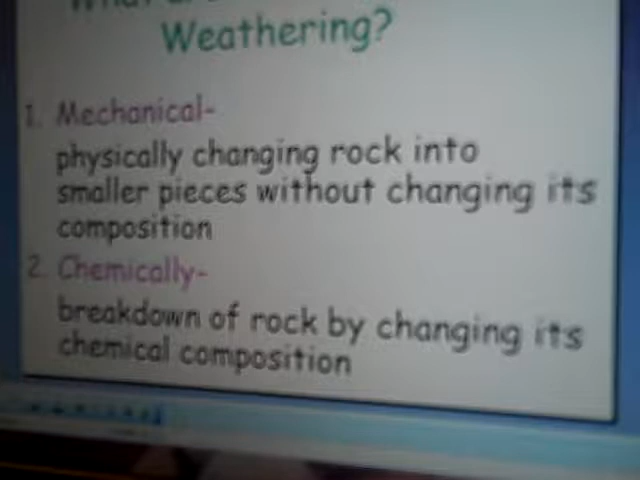 What
Weathering?
1. Mechanical-
physically changing rock into
smaller pieces without changing its
composition
2. Chemically-
breakdown of rock by changing its
chemical composition